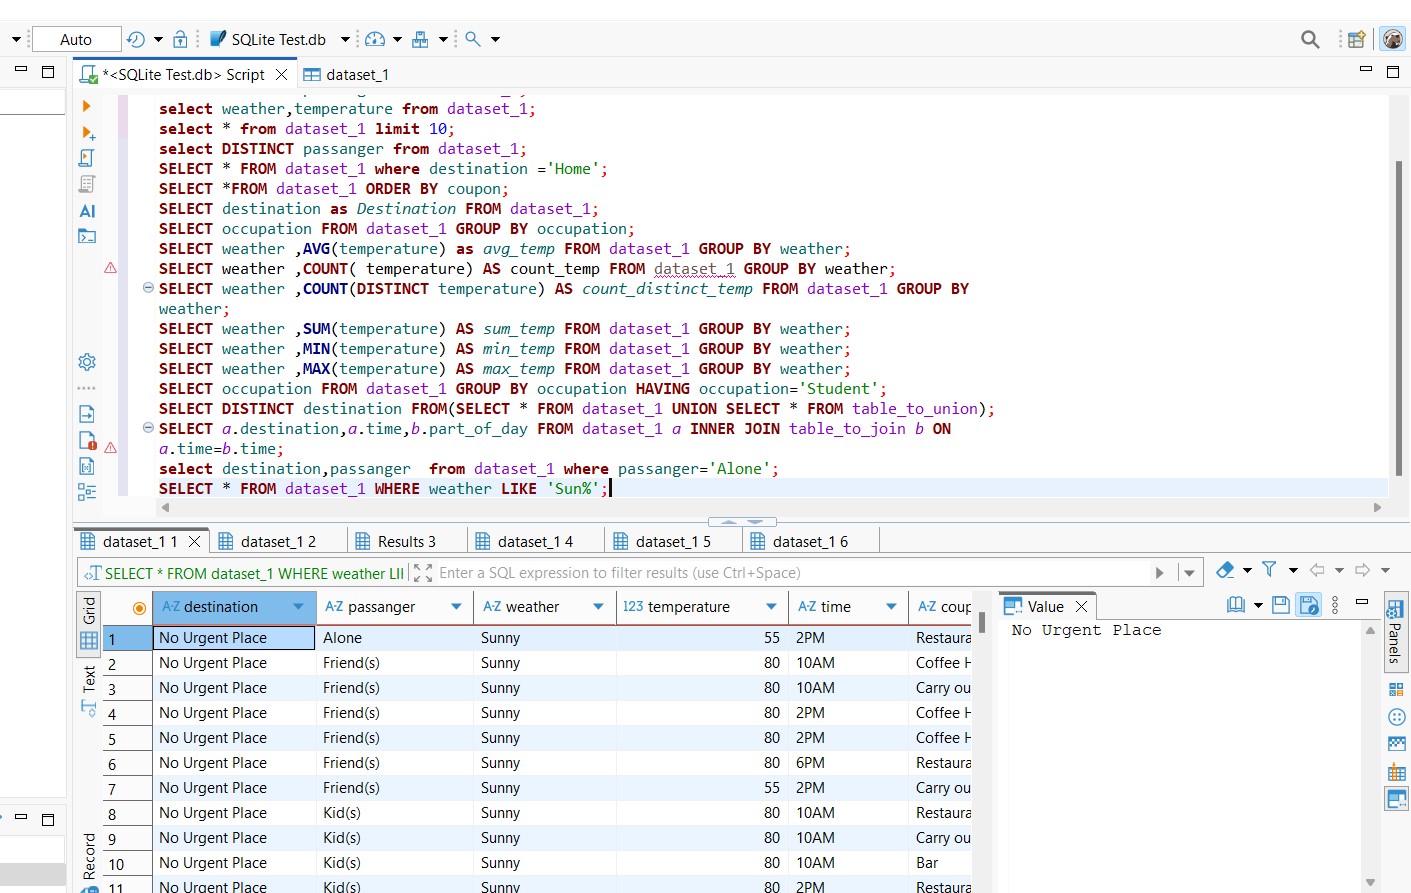 Auto
SQLite Test.db
*<SQLite Test.db> Script
dataset_1
select weather,temperature from dataset_1;
select * from dataset_1 limit 10;
select DISTINCT passanger from dataset_1;
SELECT * FROM dataset_1 where destination ='Home';
SELECT *FROM dataset_1 ORDER BY coupon;
SELECT destination as Destination FROM dataset_1;
SELECT occupation FROM dataset_1 GROUP BY occupation;
SELECT weather ,AVG(temperature) as avg_temp FROM dataset_1 GROUP BY weather;
SELECT weather ,COUNT( temperature) AS count_temp FROM dataset_1 GROUP BY weather;
SELECT weather ,COUNT(DISTINCT temperature) AS count_distinct_temp FROM dataset_1 GROUP BY
weather;
SELECT weather ,SUM(temperature) AS sum_temp FROM dataset_1 GROUP BY weather;
SELECT weather ,MIN(temperature) AS min_temp FROM dataset_1 GROUP BY weather;
SELECT weather ,MAX(temperature) AS max_temp FROM dataset_1 GROUP BY weather;
SELECT occupation FROM dataset_1 GROUP BY occupation HAVING occupation='Student';
SELECT DISTINCT destination FROM(SELECT * FROM dataset_1 UNION SELECT * FROM table_to_union);
SELECT a.destination,a.time,b.part_of_day FROM dataset_1 a INNER JOIN table_to_join b ON
a.time=b.time;
select destination,passanger  from dataset_1 where passanger='Alone';
SELECT * FROM dataset_1 WHERE weather LIKE 'Sun%';
AI
dataset_1 1
dataset_1 2
Results 3
dataset_1 4
dataset_1 5
dataset_1 6
SELECT * FROM dataset_1 WHERE weather LII
Enter a SQL expression to filter results (use Ctrl+Space)
Grid
Text
Record
A-Z destination A-Z passanger A-Z weather 123 temperature A-Z time A-Z coup
1 No Urgent Place Alone Sunny 55 2PM Restaura
2 No Urgent Place Friend(s) Sunny 80 10AM Coffee H
3 No Urgent Place Friend(s) Sunny 80 10AM Carry ou
4 No Urgent Place Friend(s) Sunny 80 2PM Coffee H
5 No Urgent Place Friend(s) Sunny 80 2PM Coffee H
6 No Urgent Place Friend(s) Sunny 80 6PM Restaura
7 No Urgent Place Friend(s) Sunny 55 2PM Carry ou
8 No Urgent Place Kid(s) Sunny 80 10AM Restaura
9 No Urgent Place Kid(s) Sunny 80 10AM Carry ou
10 No Urgent Place Kid(s) Sunny 80 10AM Bar
11 No Urgent Place Kid(s) Sunny 80 2PM Restaura
Value
No Urgent Place
Panels